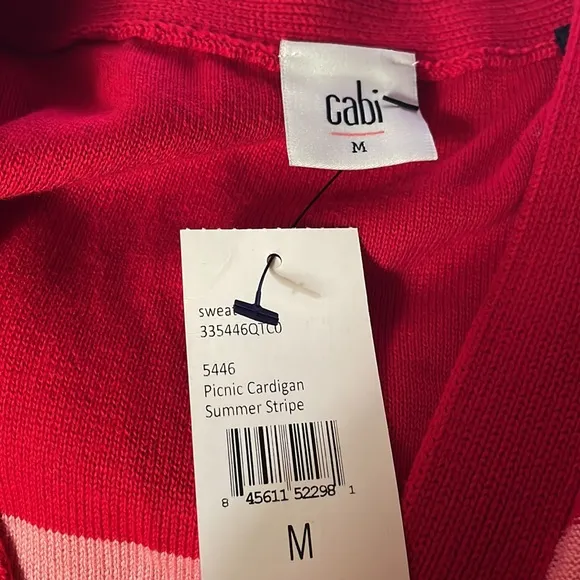 cabi
M
335446QTC0
5446
Picnic Cardigan
Summer Stripe
8 45611 52298 1
M